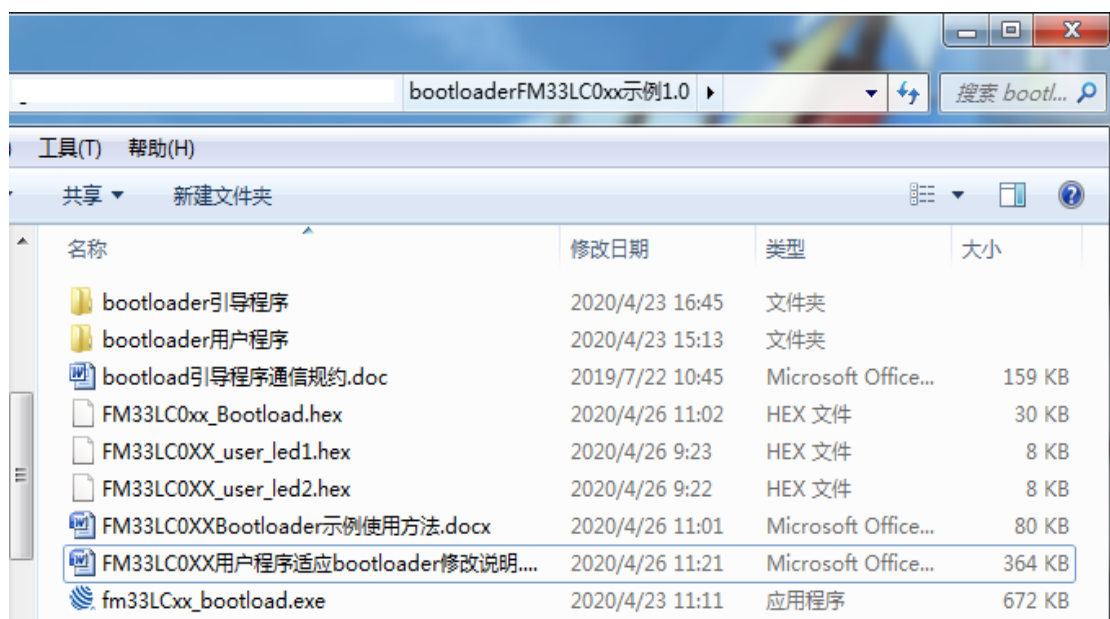 bootloaderFM33LC0xx示例1.0 搜索 bootl...
工具(T) 帮助(H)
共享 新建文件夹
名称 修改日期 类型 大小
bootloader引导程序 2020/4/23 16:45 文件夹
bootloader用户程序 2020/4/23 15:13 文件夹
bootload引导程序通信规约.doc 2019/7/22 10:45 Microsoft Office... 159 KB
FM33LC0xx_Bootload.hex 2020/4/26 11:02 HEX 文件 30 KB
FM33LC0XX_user_led1.hex 2020/4/26 9:23 HEX 文件 8 KB
FM33LC0XX_user_led2.hex 2020/4/26 9:22 HEX 文件 8 KB
FM33LC0XXBootloader示例使用方法.docx 2020/4/26 11:01 Microsoft Office... 80 KB
FM33LC0XX用户程序适应bootloader修改说明.... 2020/4/26 11:21 Microsoft Office... 364 KB
fm33LCxx_bootload.exe 2020/4/23 11:11 应用程序 672 KB